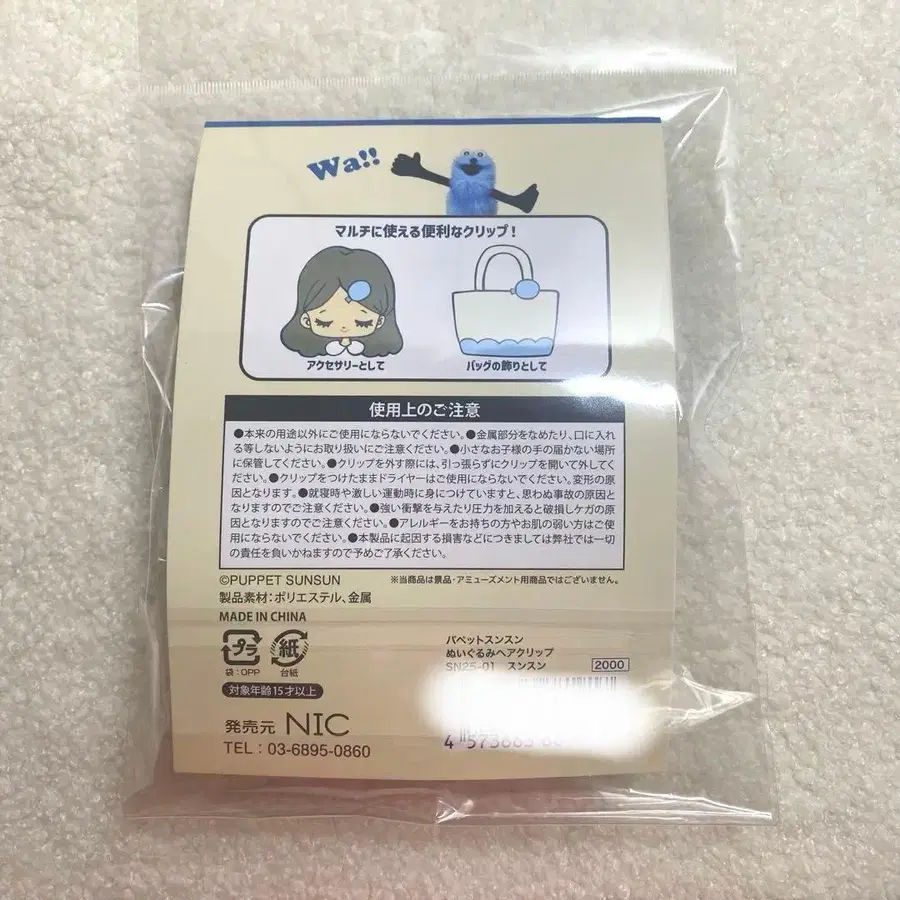 Wa!!
マルチに使える便利なクリップ!
アクセサリーとして
バッグの飾りとして
使用上のご注意
●本来の用途以外にご使用にならないでください。●金属部分をなめたり、口に入れ
る等しないようにお取り扱いにご注意ください。●小さなお子様の手の届かない場所
に保管してください。●クリップを外す際には、引っ張らずにクリップを開いて外してく
ださい。●クリップをつけたままドライヤーはご使用にならないでください。変形の原
因となります。●就寝時や激しい運動時に身につけていますと、思わぬ事故の原因と
なりますのでご注意ください。●強い衝撃を与えたり圧力を加えると破損しケガの原
因となりますのでご注意ください。●アレルギーをお持ちの方やお肌の弱い方はご使
用にならないでください。●本製品に起因する損害などにつきましては弊社では一切
の責任を負いかねますので予めご了承ください。
©PUPPET SUNSUN
※当商品は景品・アミューズメント用商品ではございません。
製品素材:ポリエステル、金属
MADE IN CHINA
プラ
紙
袋:OPP
台紙
対象年齢15才以上
パペットスンスン
ぬいぐるみヘアクリップ
SN25-01 スンスン
2000
発売元 NIC
TEL:03-6895-0860